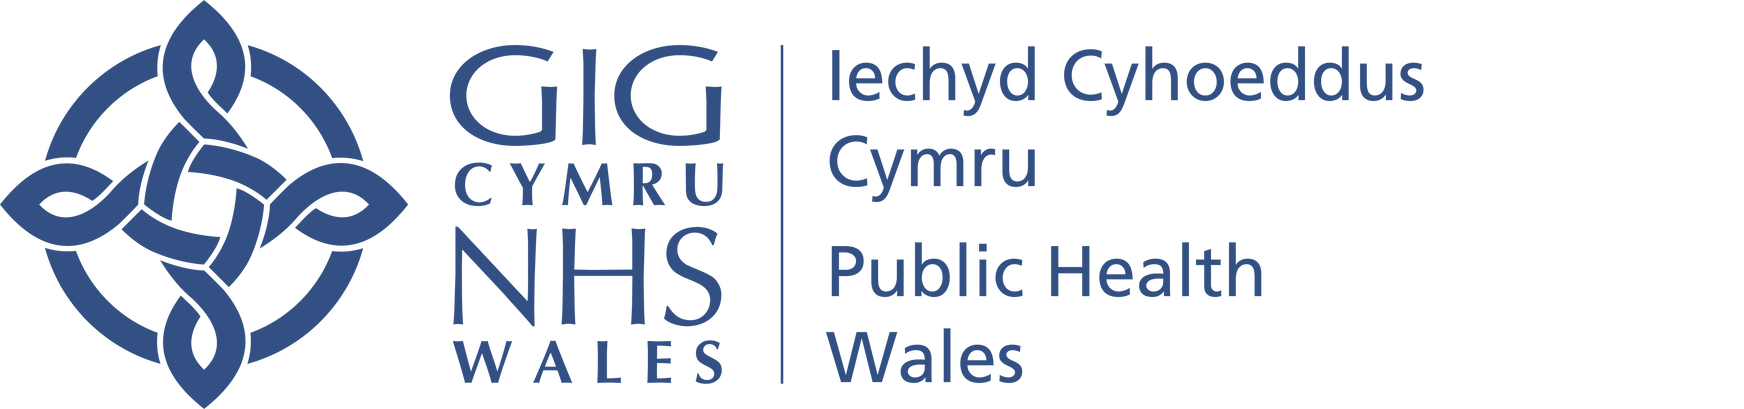 GIG
CYMRU
NHS
WALES
Iechyd Cyhoeddus
Cymru
Public Health
Wales